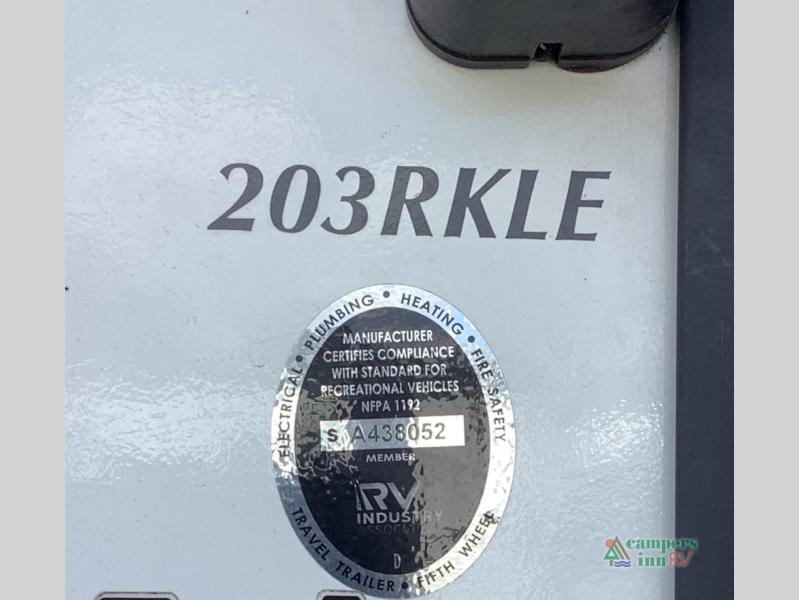 203RKLE
ELECTRICAL • PLUMBING • HEATING • FIRE SAFETY
MANUFACTURER
CERTIFIES COMPLIANCE
WITH STANDARD FOR
RECREATIONAL VEHICLES
NFPA 1192
S A438052
MEMBER
RV
INDUSTRY
D
TRAVEL TRAILER • FIFTH WHEEL
campers
inn RV